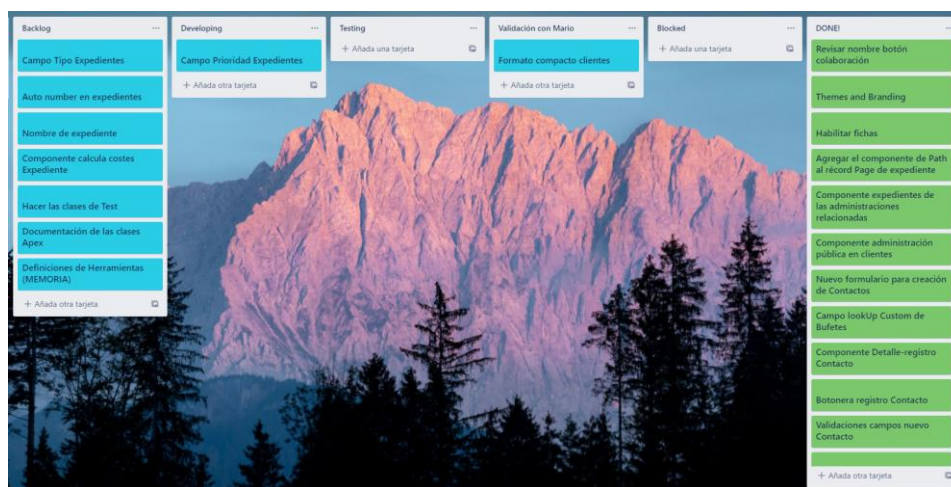 Backlog
Campo Tipo Expedientes
Auto number en expedientes
Nombre de expediente
Componente calcula costes
Expediente
Hacer las clases de Test
Documentación de las clases
Apex
Definiciones de Herramientas
(MEMORIA)
+ Añada otra tarjeta
Developing
Campo Prioridad Expedientes
+ Añada otra tarjeta
Testing
+ Añada una tarjeta
Validación con Mario
Formato compacto clientes
+ Añada otra tarjeta
Blocked
+ Añada una tarjeta
DONE!
Revisar nombre botón
colaboración
Themes and Branding
Habilitar fichas
Agregar el componente de Path
al récord Page de expediente
Componente expedientes de
las administraciones
relacionadas
Componente administración
pública en clientes
Nuevo formulario para creación
de Contactos
Campo lookUp Custom de
Bufetes
Componente Detalle-registro
Contacto
Botonera registro Contacto
Validaciones campos nuevo
Contacto
+ Añada otra tarjeta